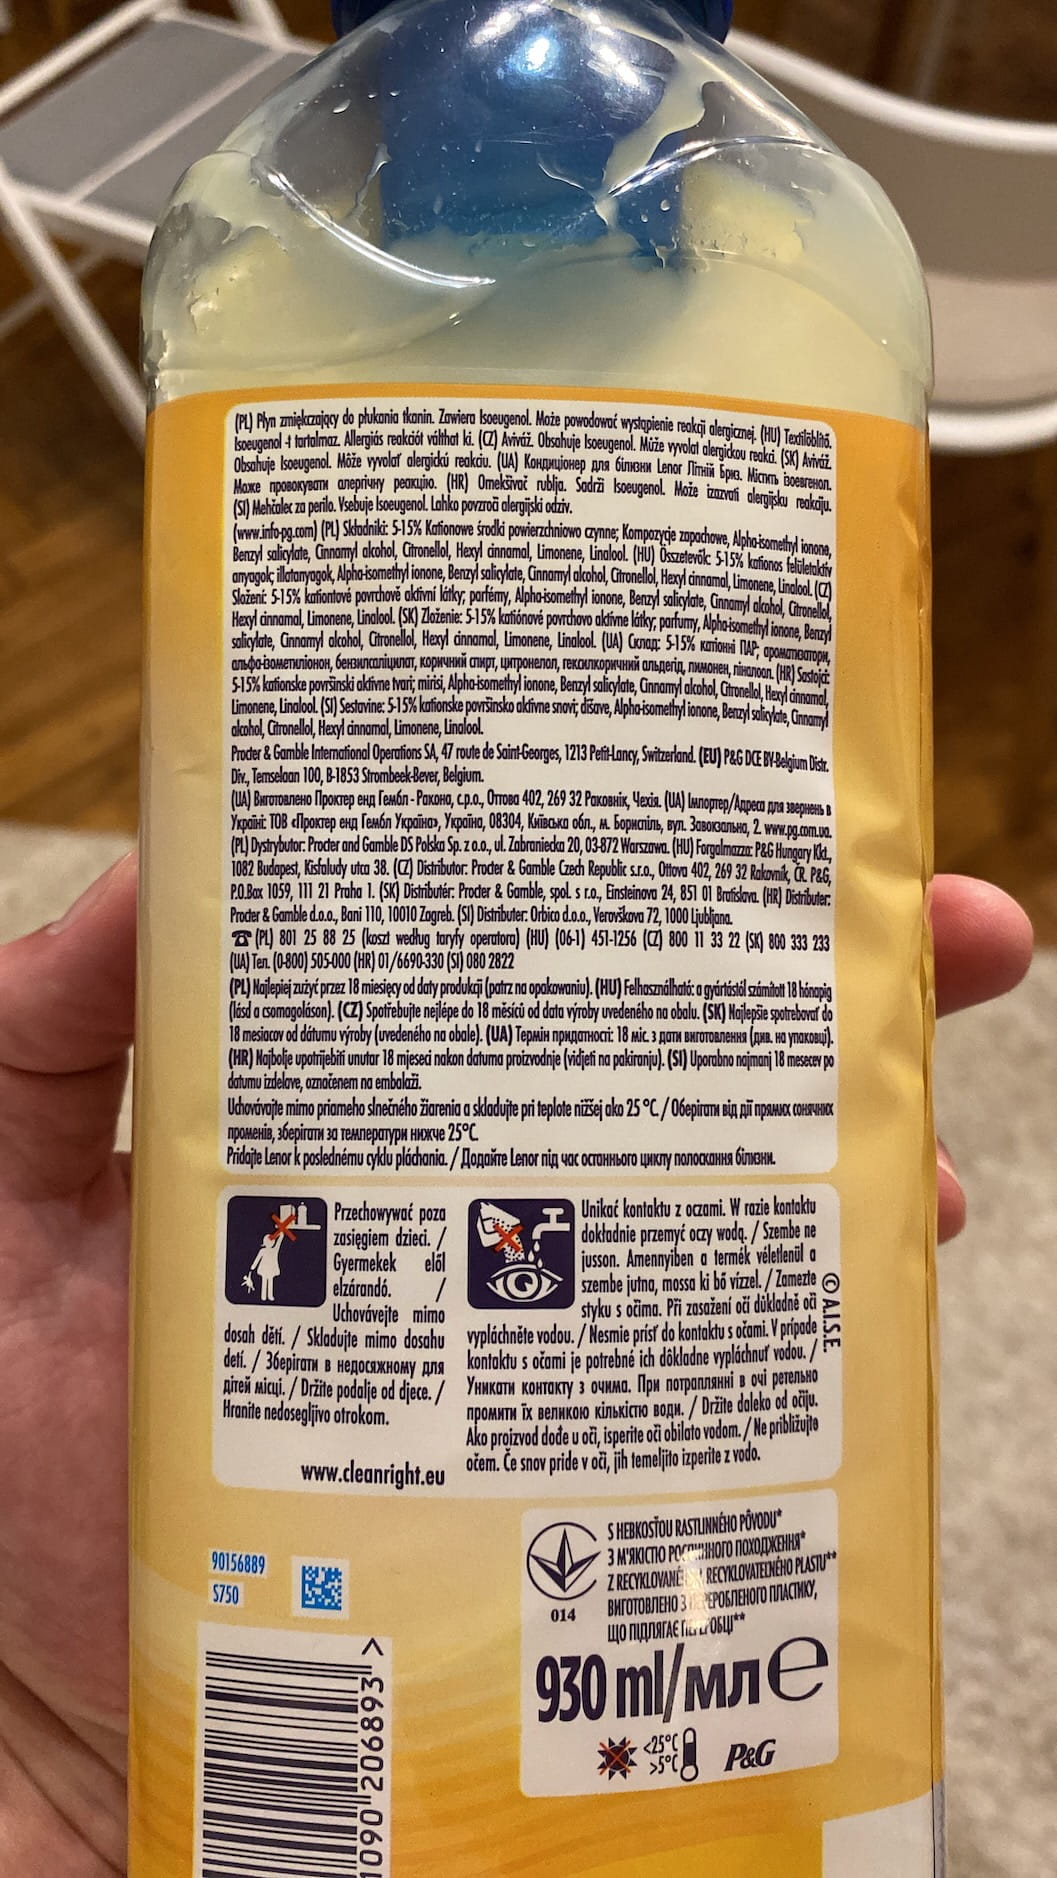 (PL) Płyn zmiękczający do płukania tkanin. Zawiera Isoeugenol. Może powodować wystąpienie reakcji alergicznej. (HU) Textilöblítő.
Isoeugenol -t tartalmaz. Allergiás reakciót válthat ki. (CZ) Aviváž. Obsahuje Isoeugenol. Může vyvolat alergickou reakci. (SK) Aviváž.
Obsahuje Isoeugenol. Môže vyvolať alergickú reakciu. (UA) Кондиціонер для білизни Lenor Літній Бриз. Містить ізоевгенол.
Може провокувати алергічну реакцію. (HR) Omekšivač rublja. Sadrži Isoeugenol. Može izazvati alergijsku reakciju.
(SI) Mehčalec za perilo. Vsebuje Isoeugenol. Lahko povzroči alergijski odziv.
(www.info-pg.com) (PL) Składniki: 5-15% Kationowe środki powierzchniowo czynne; Kompozycje zapachowe, Alpha-isomethyl ionone,
Benzyl salicylate, Cinnamyl alcohol, Citronellol, Hexyl cinnamal, Limonene, Linalool. (HU) Összetevők: 5-15% kationos felületaktív
anyagok; illatanyagok, Alpha-isomethyl ionone, Benzyl salicylate, Cinnamyl alcohol, Citronellol, Hexyl cinnamal, Limonene, Linalool. (CZ)
Složení: 5-15% kationtové povrchově aktivní látky; parfémy, Alpha-isomethyl ionone, Benzyl salicylate, Cinnamyl alcohol, Citronellol,
Hexyl cinnamal, Limonene, Linalool. (SK) Zloženie: 5-15% katiónové povrchovo aktívne látky; parfumy, Alpha-isomethyl ionone, Benzyl
salicylate, Cinnamyl alcohol, Citronellol, Hexyl cinnamal, Limonene, Linalool. (UA) Склад: 5-15% катіонні ПАР; ароматизатори,
альфа-ізометиліонон, бензилсаліцилат, коричний спирт, цитронелол, гексилкоричний альдегід, лимонен, ліналоол. (HR) Sastojci:
5-15% kationske površinski aktivne tvari; mirisi, Alpha-isomethyl ionone, Benzyl salicylate, Cinnamyl alcohol, Citronellol, Hexyl cinnamal,
Limonene, Linalool. (SI) Sestavine: 5-15% kationske površinsko aktivne snovi; dišave, Alpha-isomethyl ionone, Benzyl salicylate, Cinnamyl
alcohol, Citronellol, Hexyl cinnamal, Limonene, Linalool.
Procter & Gamble International Operations SA, 47 route de Saint-Georges, 1213 Petit-Lancy, Switzerland. (EU) P&G DCE BV-Belgium Distr.
Div., Temselaan 100, B-1853 Strombeek-Bever, Belgium.
(UA) Виготовлено Проктер енд Гембл - Ракона, с.р.о., Оттова 402, 269 32 Раковнік, Чехія. (UA) Імпортер/Адреса для звернень в
Україні: ТОВ «Проктер енд Гембл Україна», Україна, 08304, Київська обл., м. Бориспіль, вул. Завокзальна, 2. www.pg.com.ua.
(PL) Dystrybutor: Procter and Gamble DS Polska Sp. z o.o., ul. Zabraniecka 20, 03-872 Warszawa. (HU) Forgalmazza: P&G Hungary Kkt.,
1082 Budapest, Kisfaludy utca 38. (CZ) Distributor: Procter & Gamble Czech Republic s.r.o., Ottova 402, 269 32 Rakovník, ČR. P&G,
P.O.Box 1059, 111 21 Praha 1. (SK) Distribútér: Procter & Gamble, spol. s r.o., Einsteinova 24, 851 01 Bratislava. (HR) Distributer:
Procter & Gamble d.o.o., Bani 110, 10010 Zagreb. (SI) Distributer: Orbico d.o.o., Verovškova 72, 1000 Ljubljana.
☎ (PL) 801 25 88 25 (koszt według taryfy operatora) (HU) (06-1) 451-1256 (CZ) 800 11 33 22 (SK) 800 333 233
(UA) Тел. (0-800) 505-000 (HR) 01/6690-330 (SI) 080 2822
(PL) Najlepiej zużyć przez 18 miesięcy od daty produkcji (patrz na opakowaniu). (HU) Felhasználható: a gyártástól számított 18 hónapig
(lásd a csomagoláson). (CZ) Spotřebujte nejlépe do 18 měsíců od data výroby uvedeného na obalu. (SK) Najlepšie spotrebovať do
18 mesiacov od dátumu výroby (uvedeného na obale). (UA) Термін придатності: 18 міс. з дати виготовлення (див. на упаковці).
(HR) Najbolje upotrijebiti unutar 18 mjeseci nakon datuma proizvodnje (vidjeti na pakiranju). (SI) Uporabno najmanj 18 mesecev po
datumu izdelave, označenem na embalaži.
Uchovávajte mimo priameho slnečného žiarenia a skladujte pri teplote nižšej ako 25 °C. / Оберігати від дії прямих сонячних
променів, зберігати за температури нижче 25°C.
Pridajte Lenor k poslednému cyklu pláchania. / Додайте Lenor під час останнього циклу полоскання білизни.
Przechowywać poza
zasięgiem dzieci. /
Gyermekek elől
elzárandó. /
Uchovávejte mimo
dosah dětí. / Skladujte mimo dosahu
detí. / Зберігати в недосяжному для
дітей місці. / Držite podalje od djece. /
Hranite nedosegljivo otrokom.
www.cleanright.eu
Unikać kontaktu z oczami. W razie kontaktu
dokładnie przemyć oczy wodą. / Szembe ne
jusson. Amennyiben a termék véletlenül a
szembe jutna, mossa ki bő vízzel. / Zamezte
styku s očima. Při zasažení očí důkladně oči
vypláchněte vodou. / Nesmie prísť do kontaktu s očami. V prípade
kontaktu s očami je potrebné ich dôkladne vypláchnuť vodou. /
Уникати контакту з очима. При потраплянні в очі ретельно
промити їх великою кількістю води. / Držite daleko od očiju.
Ako proizvod dođe u oči, isperite oči obilato vodom. / Ne približujte
očem. Če snov pride v oči, jih temeljito izperite z vodo.
© A.I.S.E.
90156889
S750
014
S HEBKOSŤOU RASTLINNÉHO PÔVODU*
З М'ЯКІСТЮ РОСЛИННОГО ПОХОДЖЕННЯ*
Z RECYKLOVANÉHO RECYKLOVATEĽNÉHO PLASTU**
ВИГОТОВЛЕНО З ПЕРЕРОБЛЕНОГО ПЛАСТИКУ,
ЩО ПІДЛЯГАЄ ПЕРЕРОБЦІ**
930 ml/мл e
<25°C
>5°C
P&G
1090 206893 >